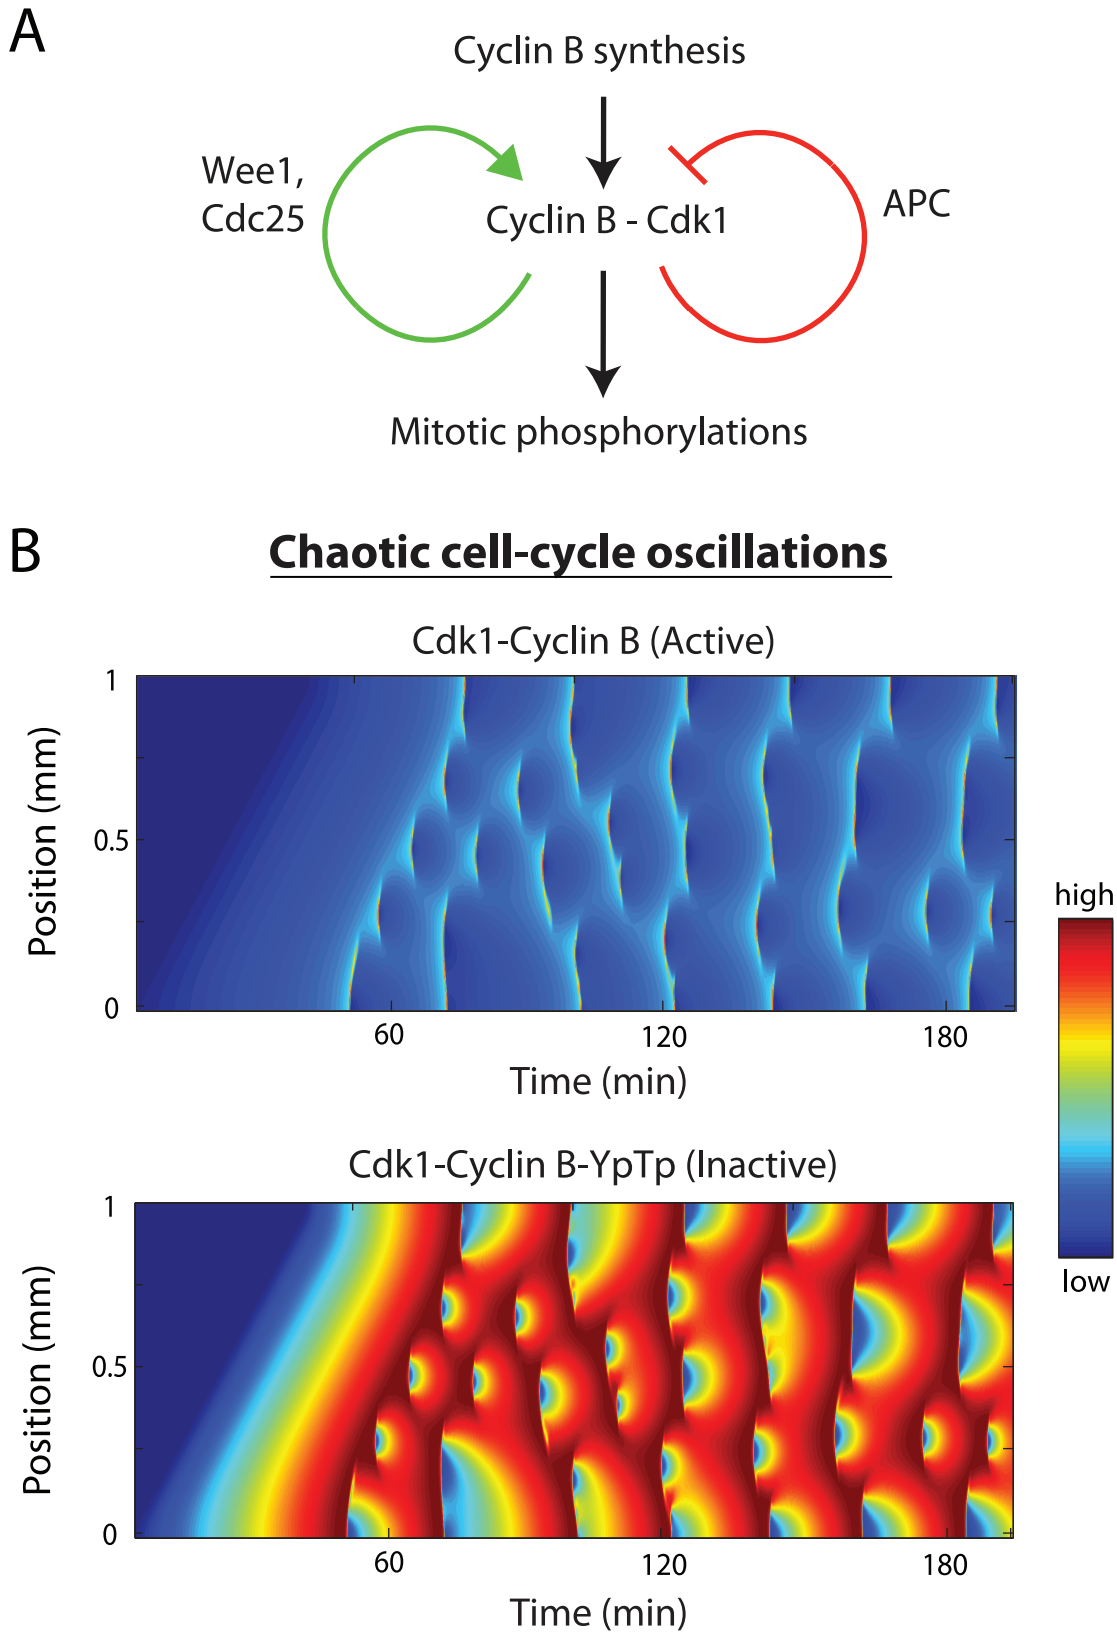 A
Cyclin B synthesis
Wee1,
Cdc25
Cyclin B - Cdk1
APC
Mitotic phosphorylations
B
Chaotic cell-cycle oscillations
Cdk1-Cyclin B (Active)
1
0.5
0
Position (mm)
60
120
180
Time (min)
high
low
Cdk1-Cyclin B-YpTp (Inactive)
1
0.5
0
Position (mm)
60
120
180
Time (min)